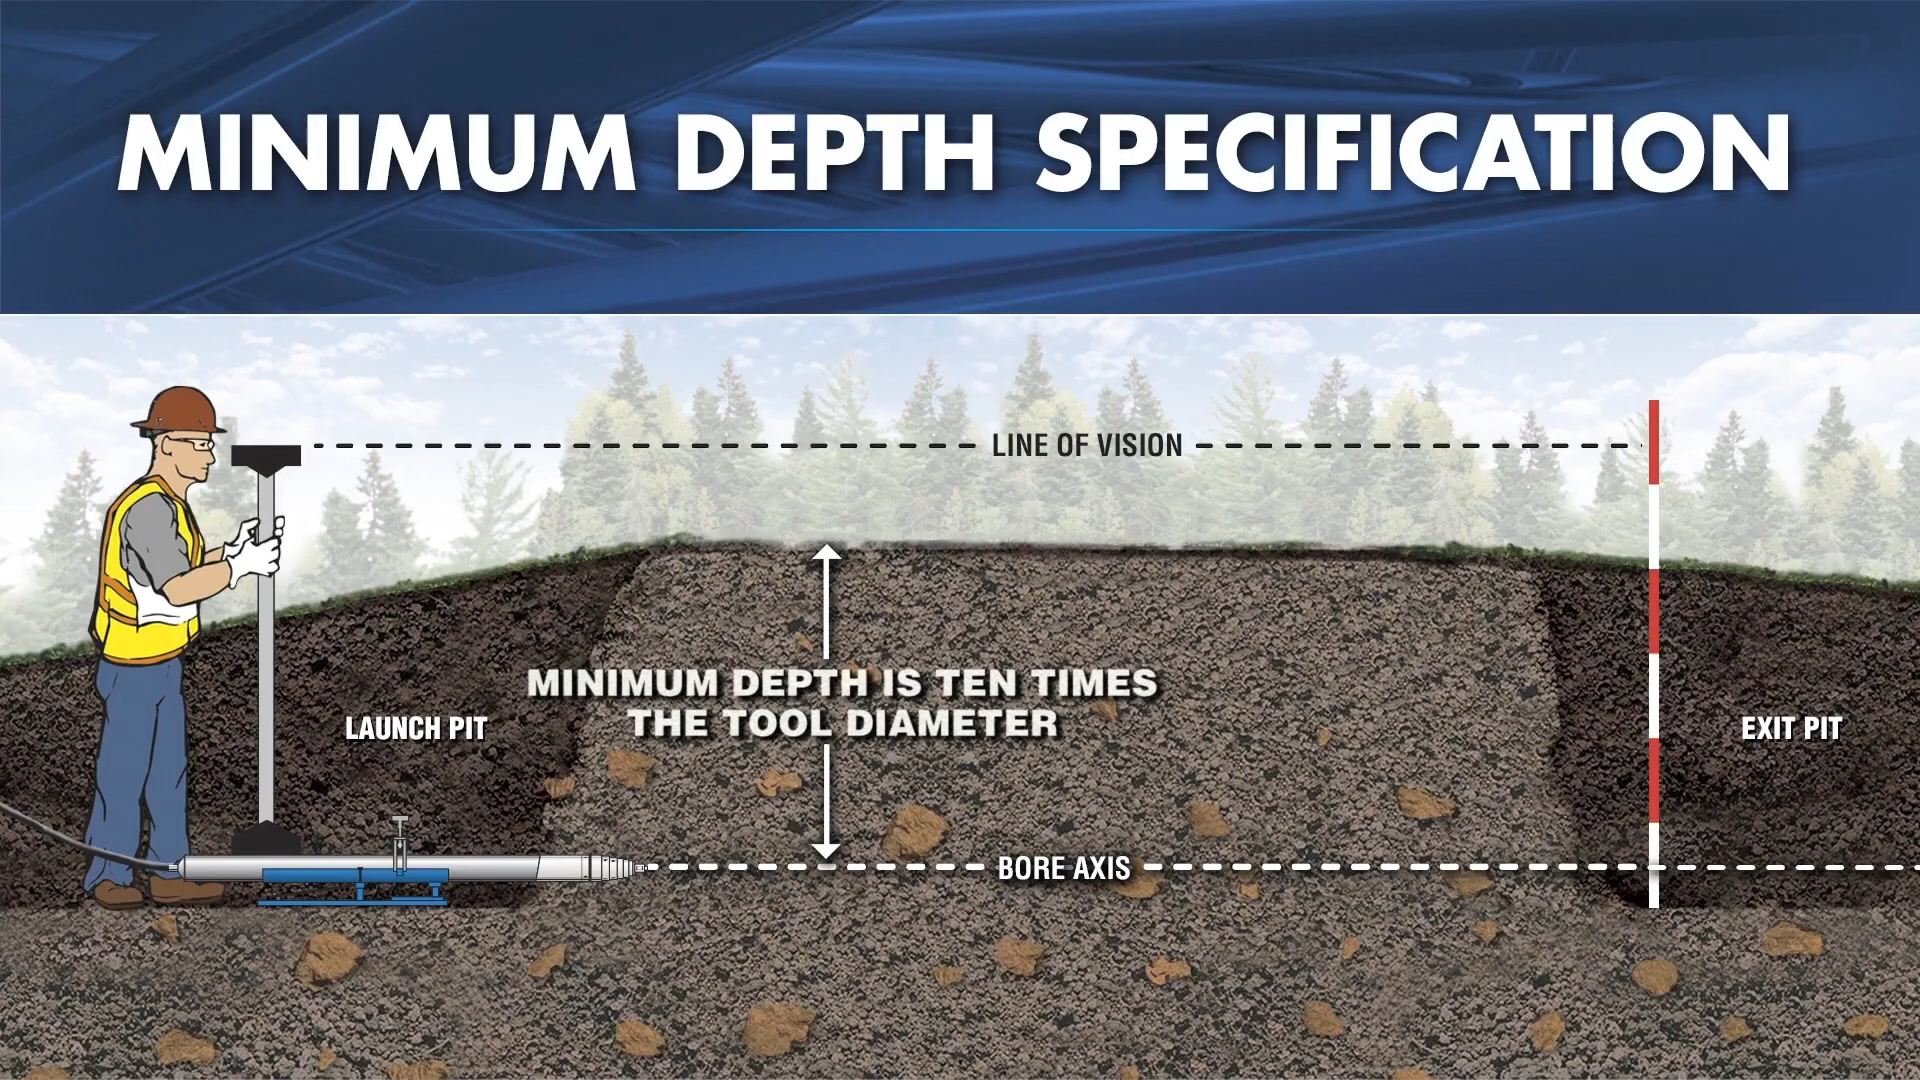 MINIMUM DEPTH SPECIFICATION
LINE OF VISION
MINIMUM DEPTH IS TEN TIMES
THE TOOL DIAMETER
LAUNCH PIT
EXIT PIT
BORE AXIS